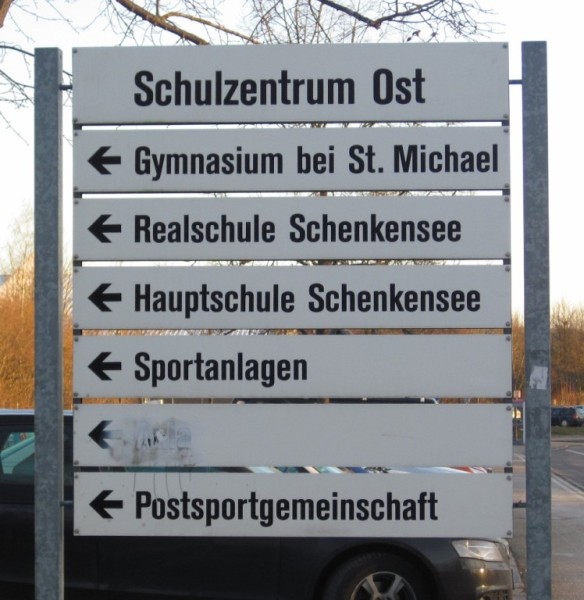 Schulzentrum Ost
← Gymnasium bei St. Michael
← Realschule Schenkensee
← Hauptschule Schenkensee
← Sportanlagen
←
← Postsportgemeinschaft